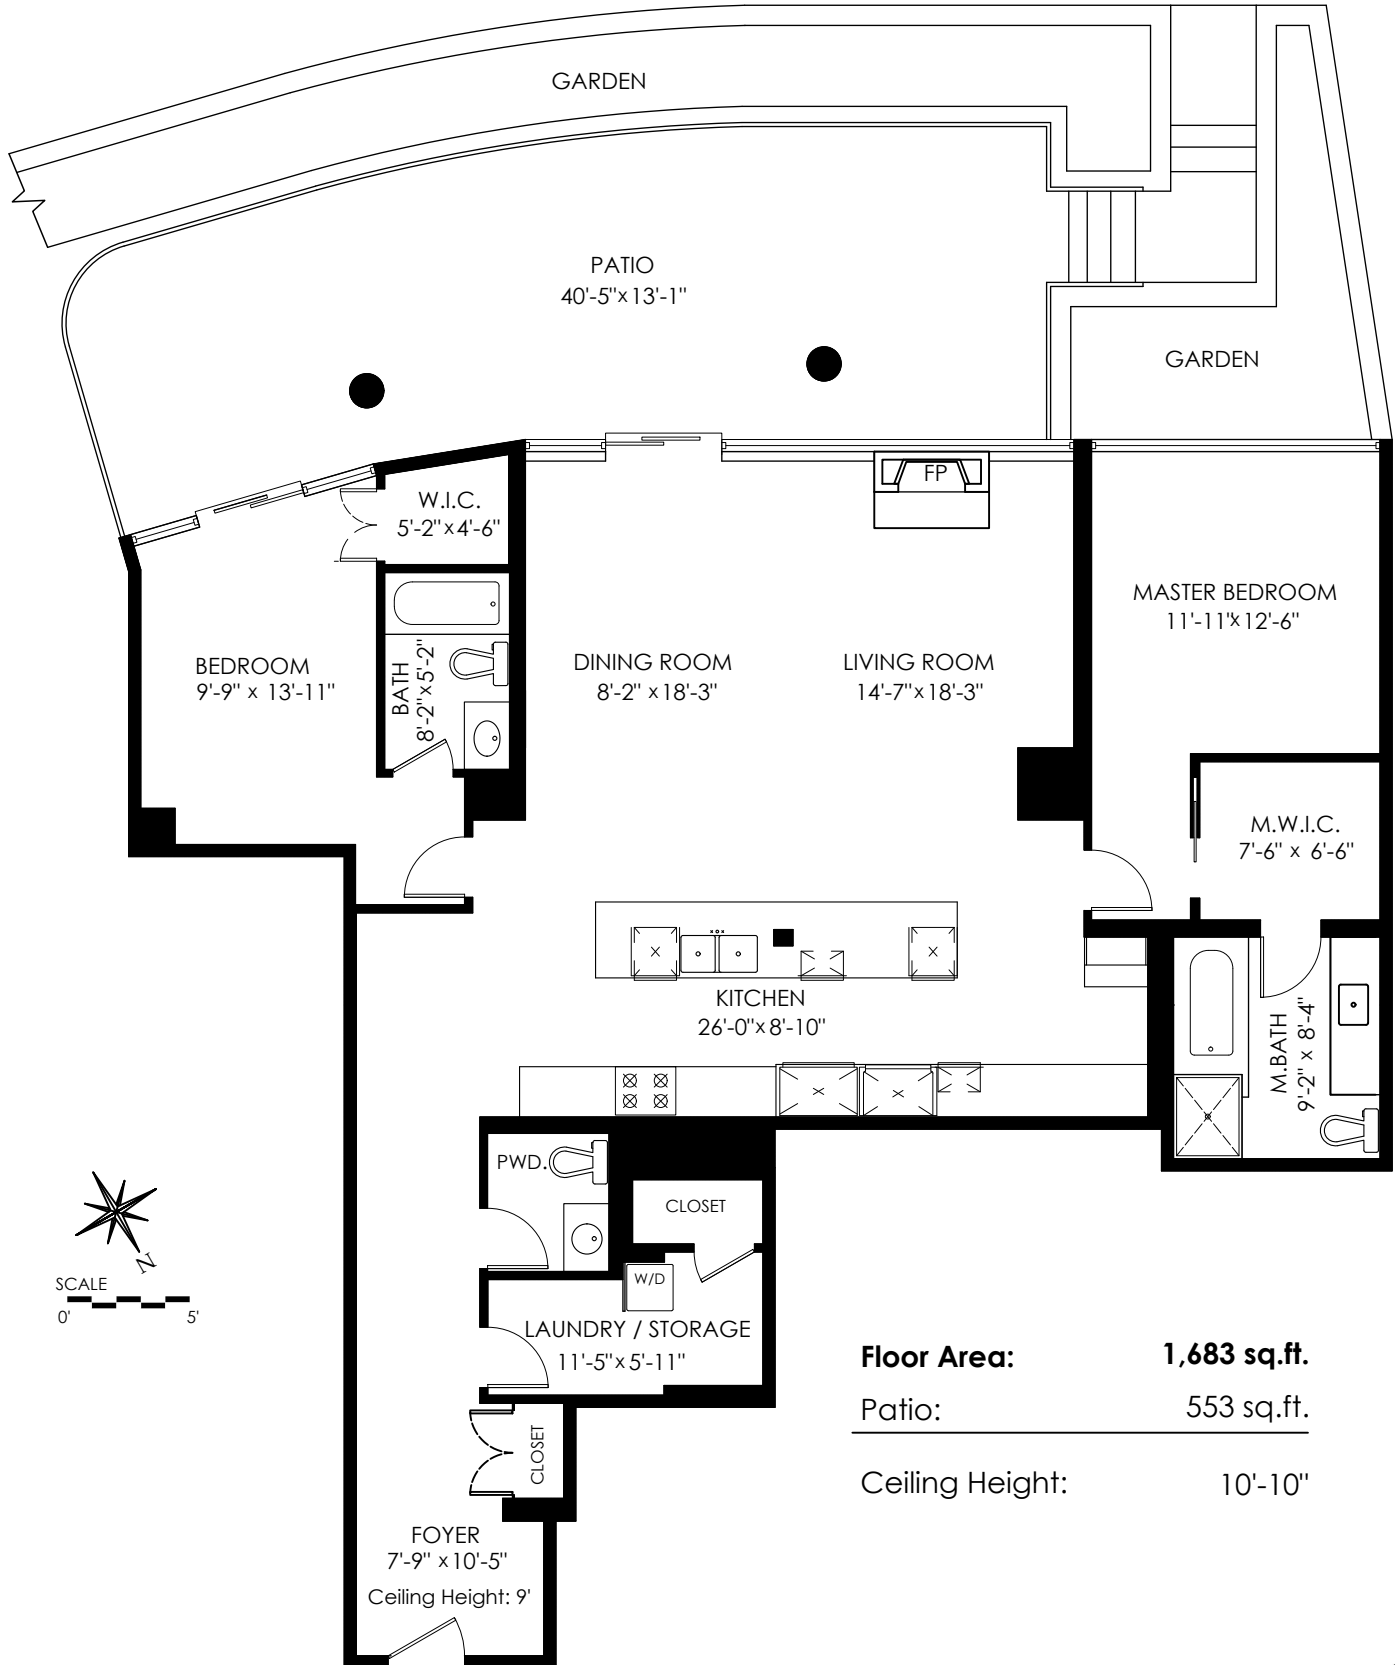 GARDEN
PATIO
40'-5"x13'-1"
GARDEN
FP
W.I.C.
5'-2"x4'-6"
MASTER BEDROOM
11'-11"x12'-6"
BEDROOM
9'-9" x 13'-11"
BATH
8'-2"x5'-2"
DINING ROOM
8'-2" x18'-3"
LIVING ROOM
14'-7"x18'-3"
M.W.I.C.
7'-6" x 6'-6"
KITCHEN
26'-0"x8'-10"
M.BATH
9'-2" x 8'-4"
PWD.
CLOSET
W/D
LAUNDRY / STORAGE
11'-5"x5'-11"
N
SCALE
0' 5'
CLOSET
FOYER
7'-9" x10'-5"
Ceiling Height: 9'
Floor Area: 1,683 sq.ft.
Patio: 553 sq.ft.
Ceiling Height: 10'-10"